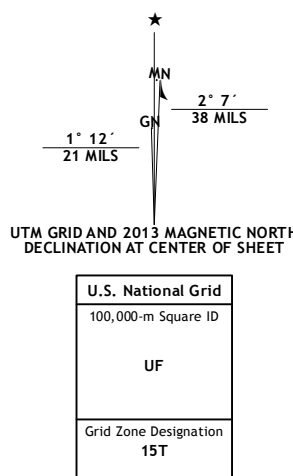 ★
MN
GN
2° 7´
38 MILS
1° 12´
21 MILS
UTM GRID AND 2013 MAGNETIC NORTH
DECLINATION AT CENTER OF SHEET
U.S. National Grid
100,000-m Square ID
UF
Grid Zone Designation
15T